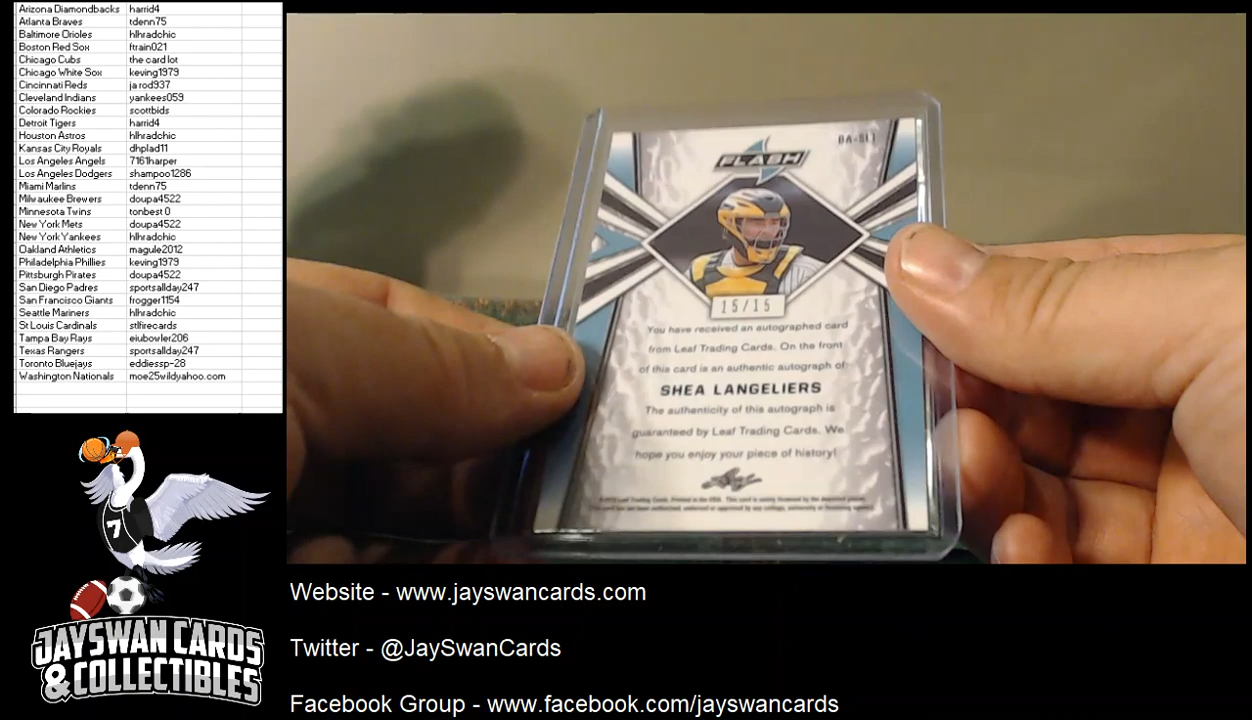 Arizona Diamondbacks harrid4
Atlanta Braves tdenn75
Baltimore Orioles hlhradchic
Boston Red Sox ftrain021
Chicago Cubs the card lot
Chicago White Sox keving1979
Cincinnati Reds ja rod937
Cleveland Indians yankees059
Colorado Rockies scottbids
Detroit Tigers harrid4
Houston Astros hlhradchic
Kansas City Royals dhplad11
Los Angeles Angels 7161harper
Los Angeles Dodgers shampoo1286
Miami Marlins tdenn75
Milwaukee Brewers doupa4522
Minnesota Twins tonbest 0
New York Mets doupa4522
New York Yankees hlhradchic
Oakland Athletics magule2012
Philadelphia Phillies keving1979
Pittsburgh Pirates doupa4522
San Diego Padres sportsallday247
San Francisco Giants frogger1154
Seattle Mariners hlhradchic
St Louis Cardinals stlfirecards
Tampa Bay Rays eiubowler206
Texas Rangers sportsallday247
Toronto Bluejays eddiessp-28
Washington Nationals moe25wildyahoo.com
7
JAYSWAN CARDS
& COLLECTIBLES
BA-SL1
FLASH
15/15
You have received an autographed card
from Leaf Trading Cards. On the front
of this card is an authentic autograph of:
SHEA LANGELIERS
The authenticity of this autograph is
guaranteed by Leaf Trading Cards. We
hope you enjoy your piece of history!
Leaf
Website - www.jayswancards.com
Twitter - @JaySwanCards
Facebook Group - www.facebook.com/jayswancards